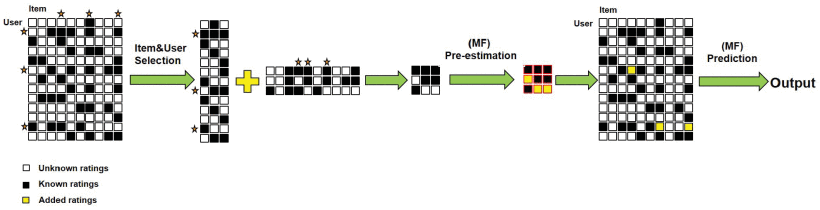 Item
User
Item&User
Selection
(MF)
Pre-estimation
Item
User
(MF)
Prediction
Output
Unknown ratings
Known ratings
Added ratings